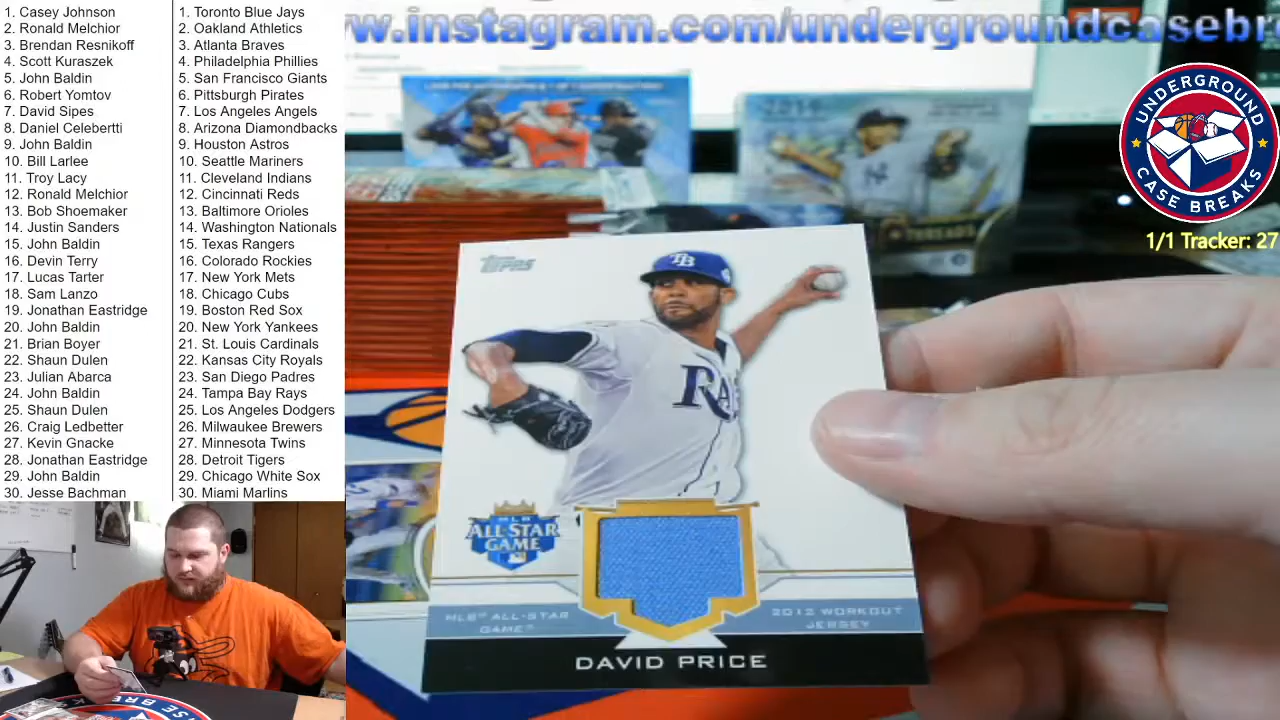 1. Casey Johnson
2. Ronald Melchior
3. Brendan Resnikoff
4. Scott Kuraszek
5. John Baldin
6. Robert Yomtov
7. David Sipes
8. Daniel Celebertti
9. John Baldin
10. Bill Larlee
11. Troy Lacy
12. Ronald Melchior
13. Bob Shoemaker
14. Justin Sanders
15. John Baldin
16. Devin Terry
17. Lucas Tarter
18. Sam Lanzo
19. Jonathan Eastridge
20. John Baldin
21. Brian Boyer
22. Shaun Dulen
23. Julian Abarca
24. John Baldin
25. Shaun Dulen
26. Craig Ledbetter
27. Kevin Gnacke
28. Jonathan Eastridge
29. John Baldin
30. Jesse Bachman
1. Toronto Blue Jays
2. Oakland Athletics
3. Atlanta Braves
4. Philadelphia Phillies
5. San Francisco Giants
6. Pittsburgh Pirates
7. Los Angeles Angels
8. Arizona Diamondbacks
9. Houston Astros
10. Seattle Mariners
11. Cleveland Indians
12. Cincinnati Reds
13. Baltimore Orioles
14. Washington Nationals
15. Texas Rangers
16. Colorado Rockies
17. New York Mets
18. Chicago Cubs
19. Boston Red Sox
20. New York Yankees
21. St. Louis Cardinals
22. Kansas City Royals
23. San Diego Padres
24. Tampa Bay Rays
25. Los Angeles Dodgers
26. Milwaukee Brewers
27. Minnesota Twins
28. Detroit Tigers
29. Chicago White Sox
30. Miami Marlins
w.instagram.com/undergroundcasebr
UNDERGROUND
CASE BREAKS
1/1 Tracker: 27
Topps
TB
RA
MLB
ALL STAR
GAME
MLB® ALL-STAR
GAME®
2012 WORKOUT
JERSEY
DAVID PRICE